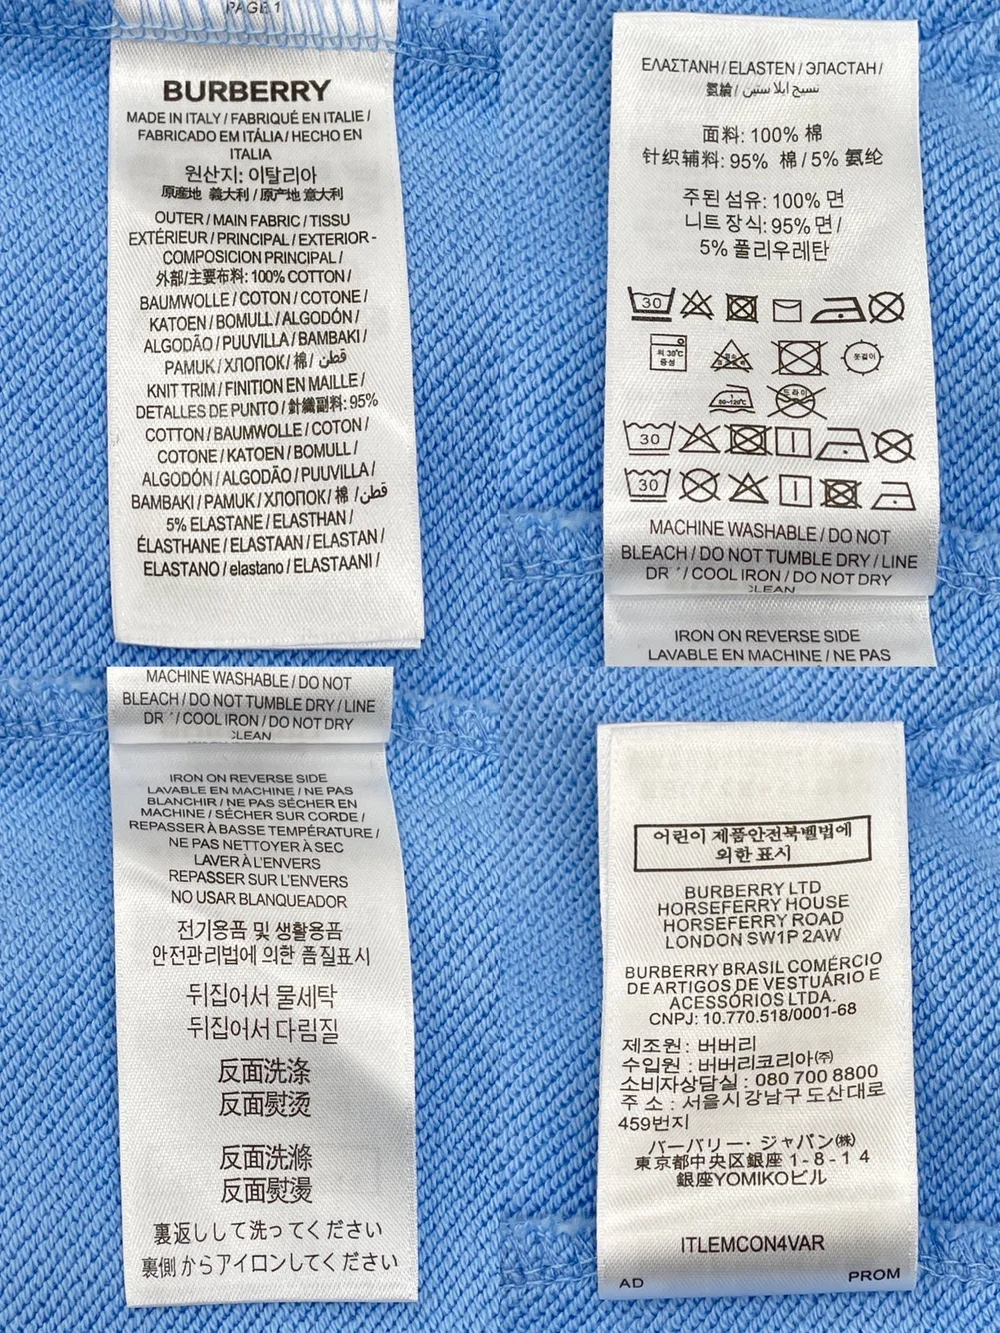 PAGE 1
BURBERRY
MADE IN ITALY / FABRIQUÉ EN ITALIE /
FABRICADO EM ITÁLIA / HECHO EN
ITALIA
원산지: 이탈리아
原産地 義大利 / 原产地 意大利
OUTER / MAIN FABRIC / TISSU
EXTÉRIEUR / PRINCIPAL / EXTERIOR -
COMPOSICIÓN PRINCIPAL /
外部/主要布料: 100% COTTON /
BAUMWOLLE / COTON / COTONE /
KATOEN / BOMULL / ALGODÓN /
ALGODÃO / PUUVILLA / BAMBAKI /
PAMUK / ХЛОПОК / 棉 / قطن
KNIT TRIM / FINITION EN MAILLE /
DETALLES DE PUNTO / 針織副料: 95%
COTTON / BAUMWOLLE / COTON /
COTONE / KATOEN / BOMULL /
ALGODÓN / ALGODÃO / PUUVILLA /
BAMBAKI / PAMUK / ХЛОПОК / 棉 / قطن
5% ELASTANE / ELASTHAN /
ÉLASTHANE / ELASTAAN / ELASTAN /
ELASTANO / elastano / ELASTAANI /
ΕΛΑΣΤΑΝΗ / ELASTEN / ЭЛАСТАН /
氨綸 / نسيج ايلاستين
面料: 100% 棉
针织辅料: 95% 棉 / 5% 氨纶
주된 섬유: 100% 면
니트 장식: 95% 면 /
5% 폴리우레탄
30
약 30℃
중성
염소
옷걸이
1
80~120℃
드라이
30
30
MACHINE WASHABLE / DO NOT
BLEACH / DO NOT TUMBLE DRY / LINE
DR / COOL IRON / DO NOT DRY
CLEAN
IRON ON REVERSE SIDE
LAVABLE EN MACHINE / NE PAS
MACHINE WASHABLE / DO NOT
BLEACH / DO NOT TUMBLE DRY / LINE
DR / COOL IRON / DO NOT DRY
CLEAN
IRON ON REVERSE SIDE
LAVABLE EN MACHINE / NE PAS
BLANCHIR / NE PAS SÉCHER EN
MACHINE / SÉCHER SUR CORDE /
REPASSER À BASSE TEMPÉRATURE /
NE PAS NETTOYER À SEC
LAVER À L'ENVERS
REPASSER SUR L'ENVERS
NO USAR BLANQUEADOR
전기용품 및 생활용품
안전관리법에 의한 품질표시
뒤집어서 물세탁
뒤집어서 다림질
反面洗涤
反面熨烫
反面洗滌
反面熨燙
裏返しして洗ってください
裏側からアイロンしてください
어린이 제품안전특별법에
의한 표시
BURBERRY LTD
HORSEFERRY HOUSE
HORSEFERRY ROAD
LONDON SW1P 2AW
BURBERRY BRASIL COMÉRCIO
DE ARTIGOS DE VESTUÁRIO E
ACESSÓRIOS LTDA.
CNPJ: 10.770.518/0001-68
제조원 : 버버리
수입원 : 버버리코리아㈜
소비자상담실 : 080 700 8800
주 소 : 서울시 강남구 도산대로
459번지
バーバリー・ジャパン㈱
東京都中央区銀座 1-8-14
銀座YOMIKOビル
ITLEMCON4VAR
AD PROM